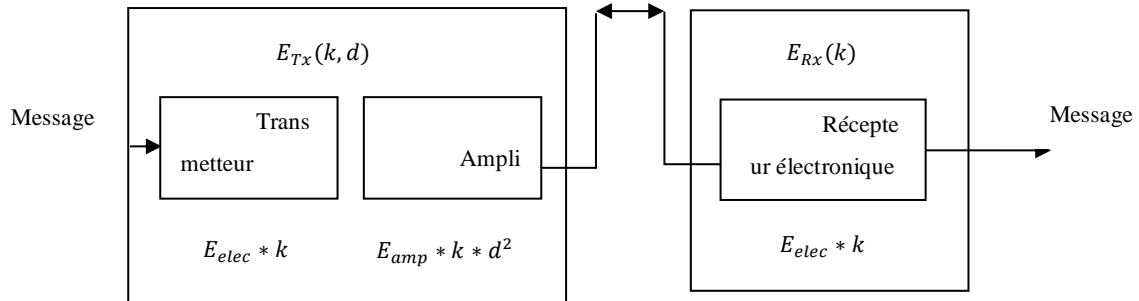 E_{Tx}(k, d)
E_{Rx}(k)
Message
Trans
metteur
Ampli
Récepte
ur électronique
Message
E_{elec} * k
E_{amp} * k * d^2
E_{elec} * k